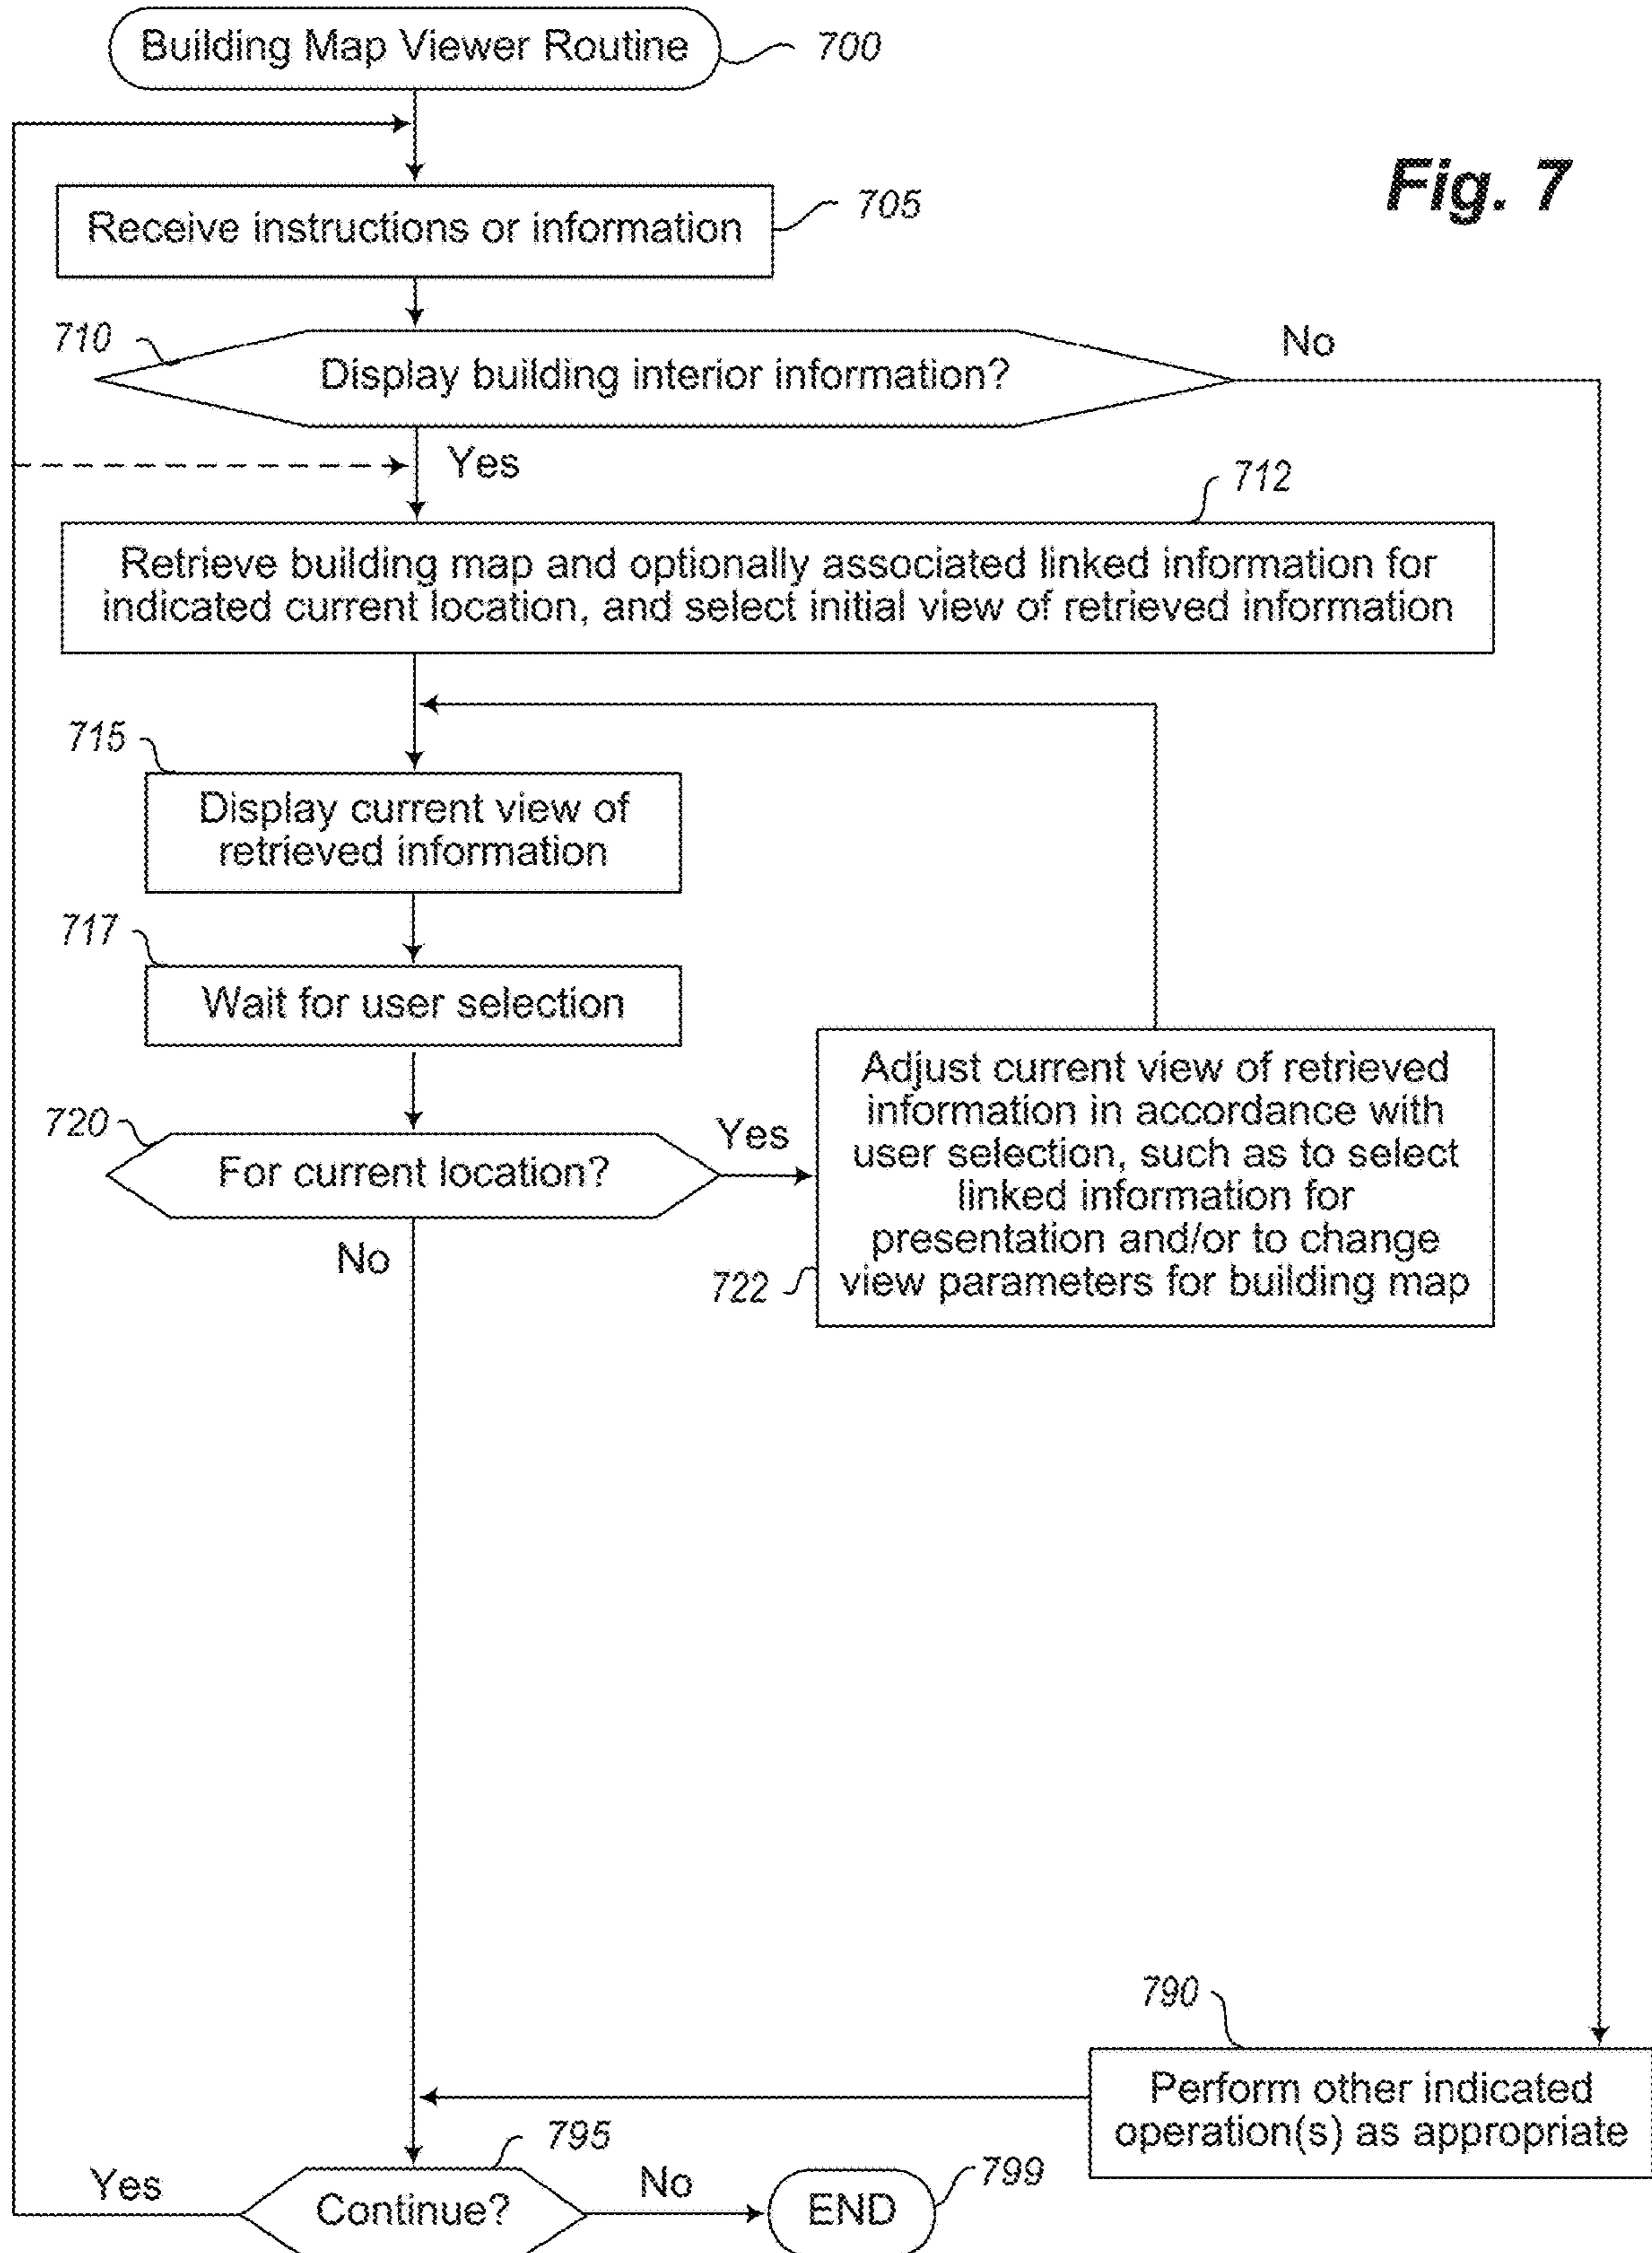 Building Map Viewer Routine
700
Fig. 7
Receive instructions or information
705
710
Display building interior information?
No
Yes
712
Retrieve building map and optionally associated linked information for
indicated current location, and select initial view of retrieved information
715
Display current view of
retrieved information
717
Wait for user selection
720
For current location?
Yes
No
Adjust current view of retrieved
information in accordance with
user selection, such as to select
linked information for
presentation and/or to change
view parameters for building map
722
790
Perform other indicated
operation(s) as appropriate
795
Yes
Continue?
No
END
799